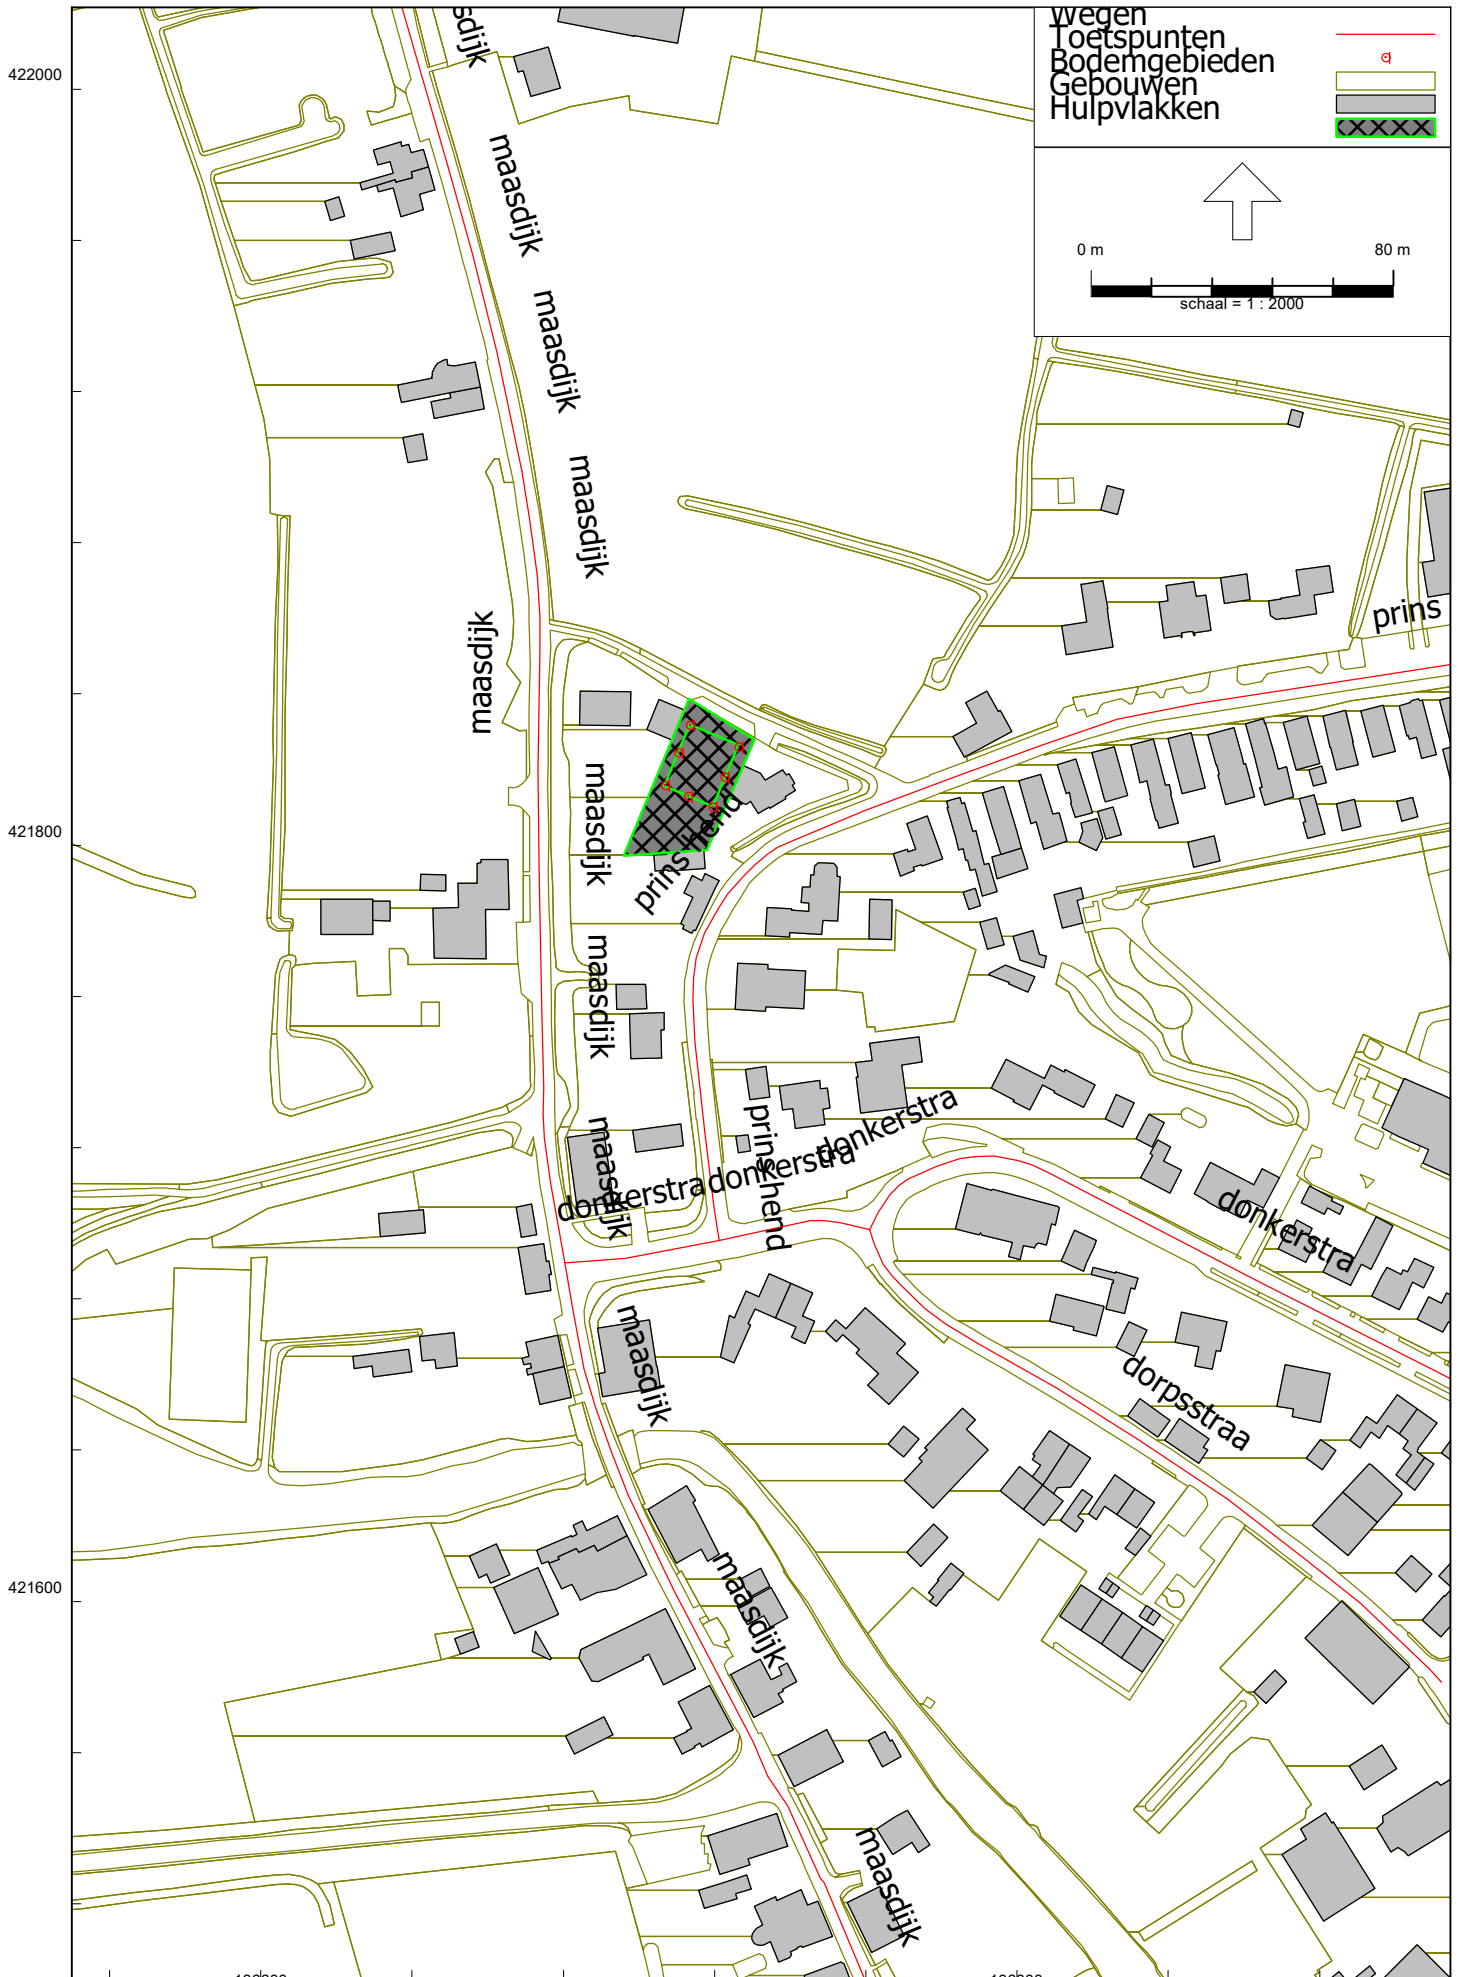 Wegen
Toetspunten
Bodemgebieden
Gebouwen
Hulpvlakken
0 m 80 m
schaal = 1 : 2000
422000
sdijk
maasdijk
maasdijk
maasdijk
maasdijk
prins
maasdijk
prins hend
421800
maasdijk
maasdijk
prins hend
donkerstra
donkerstra
donkerstra
donkerstra
maasdijk
dorpsstraa
421600
maasdijk
maasdijk